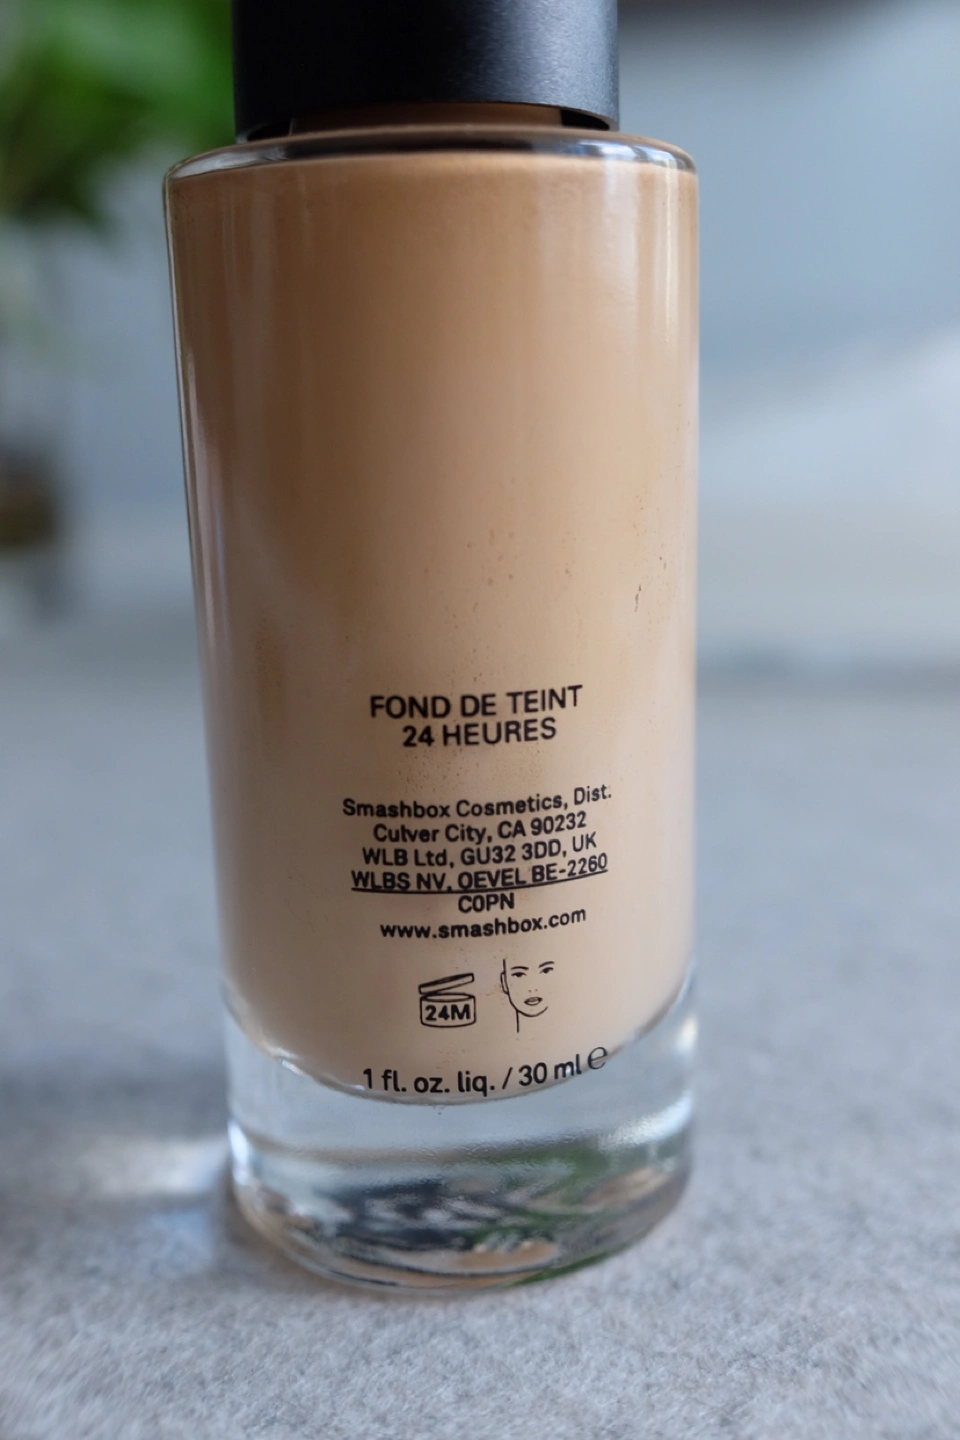 FOND DE TEINT
24 HEURES
Smashbox Cosmetics, Dist.
Culver City, CA 90232
WLB Ltd, GU32 3DD, UK
WLBS NV, OEVEL BE-2260
C0PN
www.smashbox.com
24M
1 fl. oz. liq. / 30 ml ℮